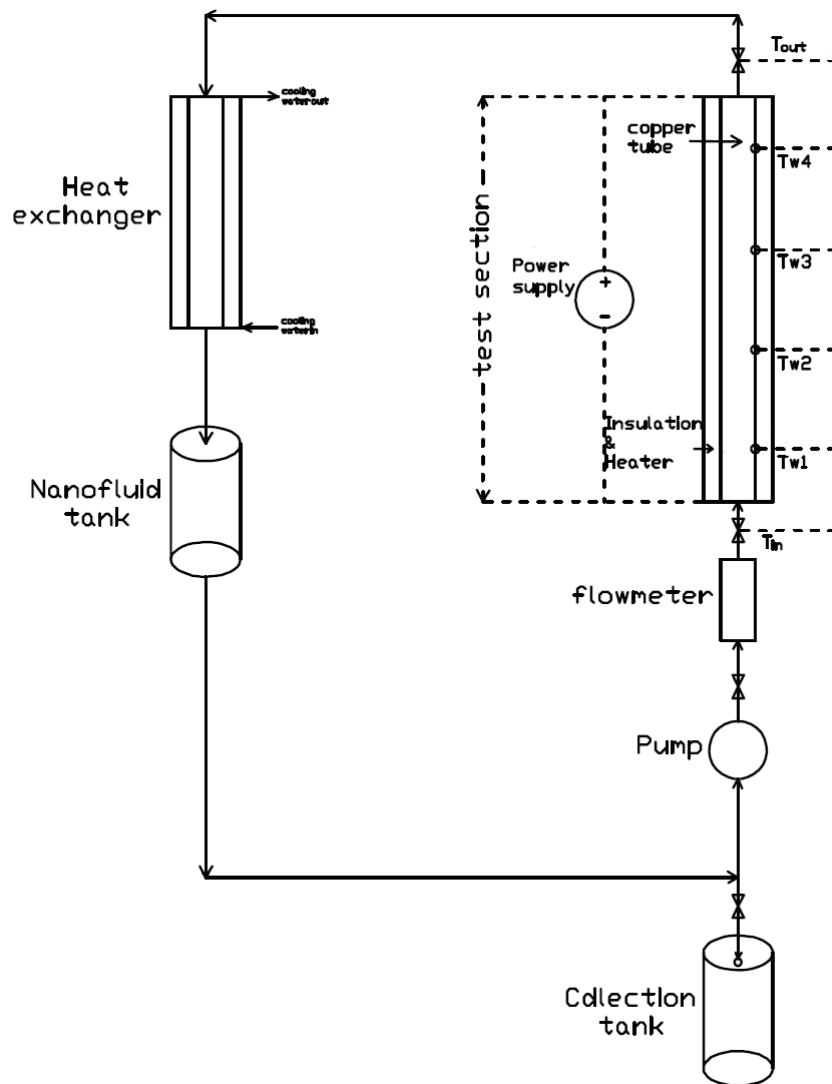 Tout
cooling
waterout
copper
tube
Tw4
Heat
exchanger
test section
Tw3
Power
supply
+
-
cooling
waterin
Tw2
Insulation
&
Heater
Tw1
Nanofluid
tank
Tin
flowmeter
Pump
Cdlection
tank